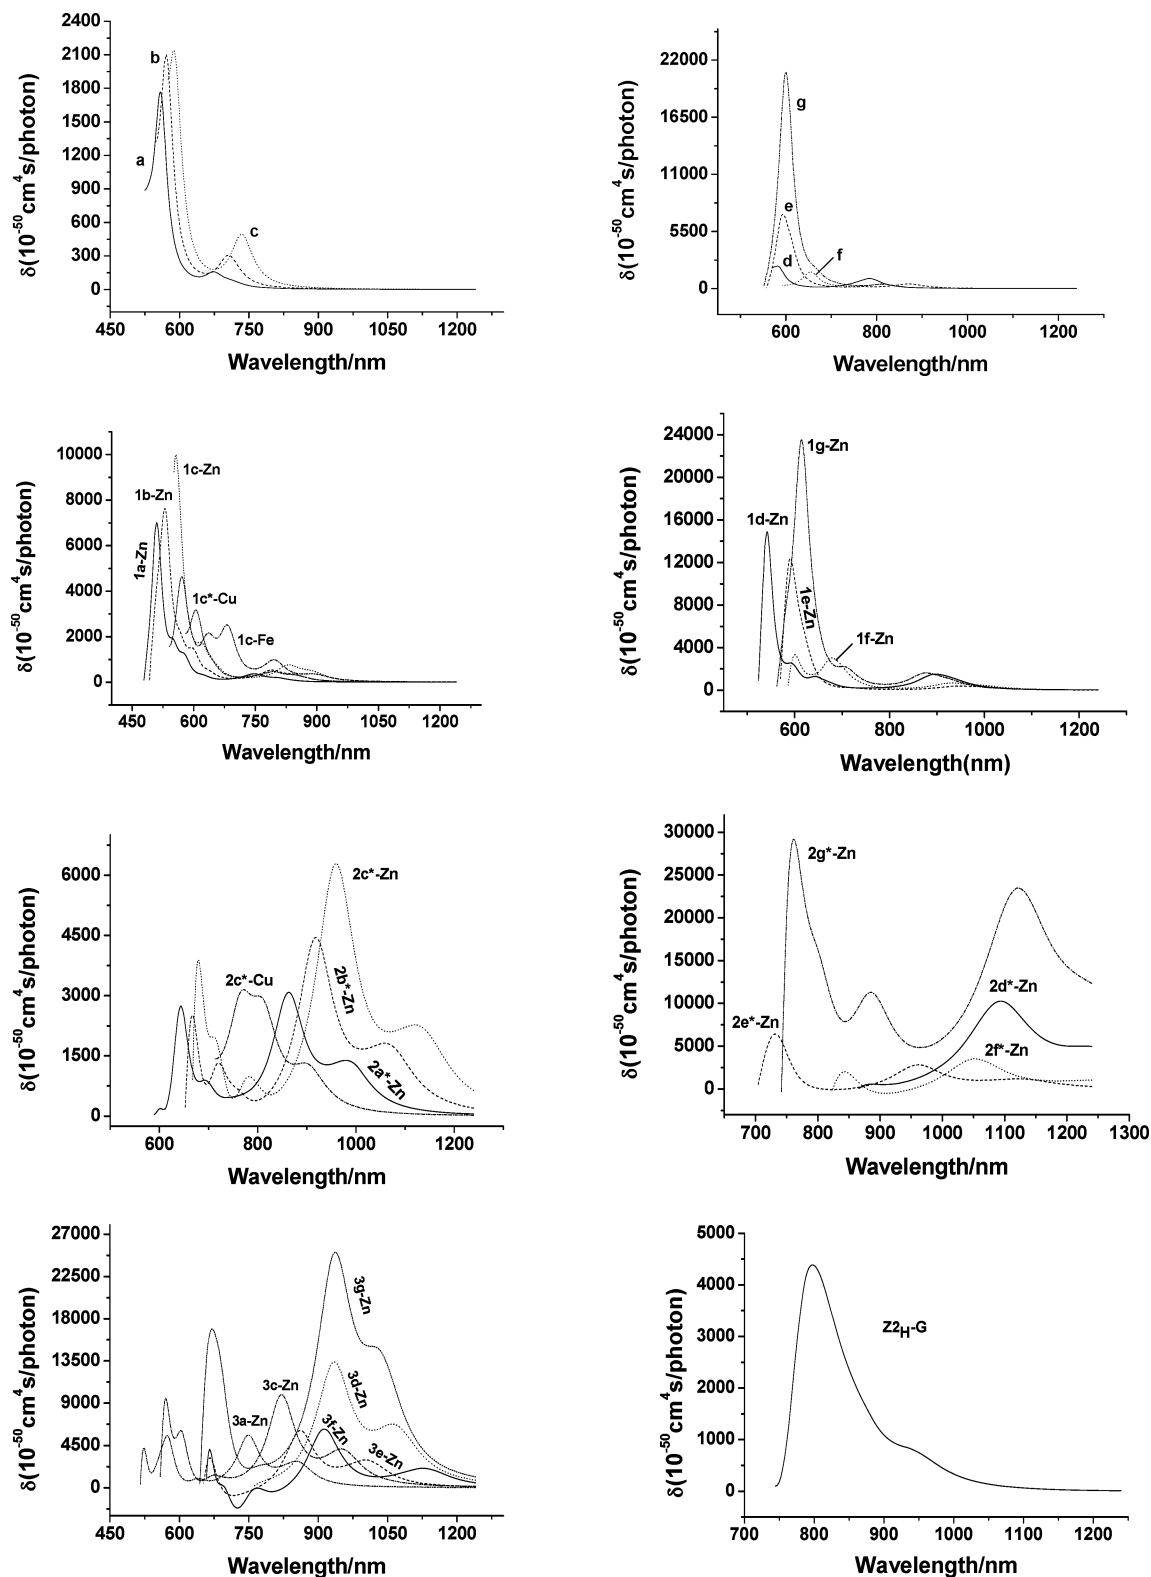 2400
2100
1800
1500
1200
900
600
300
0
δ(10⁻⁵⁰cm⁴s/photon)
a
b
c
450 600 750 900 1050 1200
Wavelength/nm
22000
16500
11000
5500
0
δ(10⁻⁵⁰cm⁴s/photon)
g
e
f
d
600 800 1000 1200
Wavelength/nm
10000
8000
6000
4000
2000
0
δ(10⁻⁵⁰cm⁴s/photon)
1c-Zn
1b-Zn
1a-Zn
1c*-Cu
1c-Fe
450 600 750 900 1050 1200
Wavelength/nm
24000
20000
16000
12000
8000
4000
0
δ(10⁻⁵⁰cm⁴s/photon)
1g-Zn
1d-Zn
1e-Zn
1f-Zn
600 800 1000 1200
Wavelength(nm)
6000
4500
3000
1500
0
δ(10⁻⁵⁰cm⁴s/photon)
2c*-Zn
2c*-Cu
2b*-Zn
2a*-Zn
600 800 1000 1200
Wavelength/nm
30000
25000
20000
15000
10000
5000
0
δ(10⁻⁵⁰cm⁴s/photon)
2g*-Zn
2d*-Zn
2e*-Zn
2f*-Zn
700 800 900 1000 1100 1200 1300
Wavelength/nm
27000
22500
18000
13500
9000
4500
0
δ(10⁻⁵⁰cm⁴s/photon)
3g-Zn
3c-Zn
3d-Zn
3a-Zn
3f-Zn
3e-Zn
450 600 750 900 1050 1200
Wavelength/nm
5000
4000
3000
2000
1000
0
δ(10⁻⁵⁰cm⁴s/photon)
Z2H-G
700 800 900 1000 1100 1200
Wavelength/nm